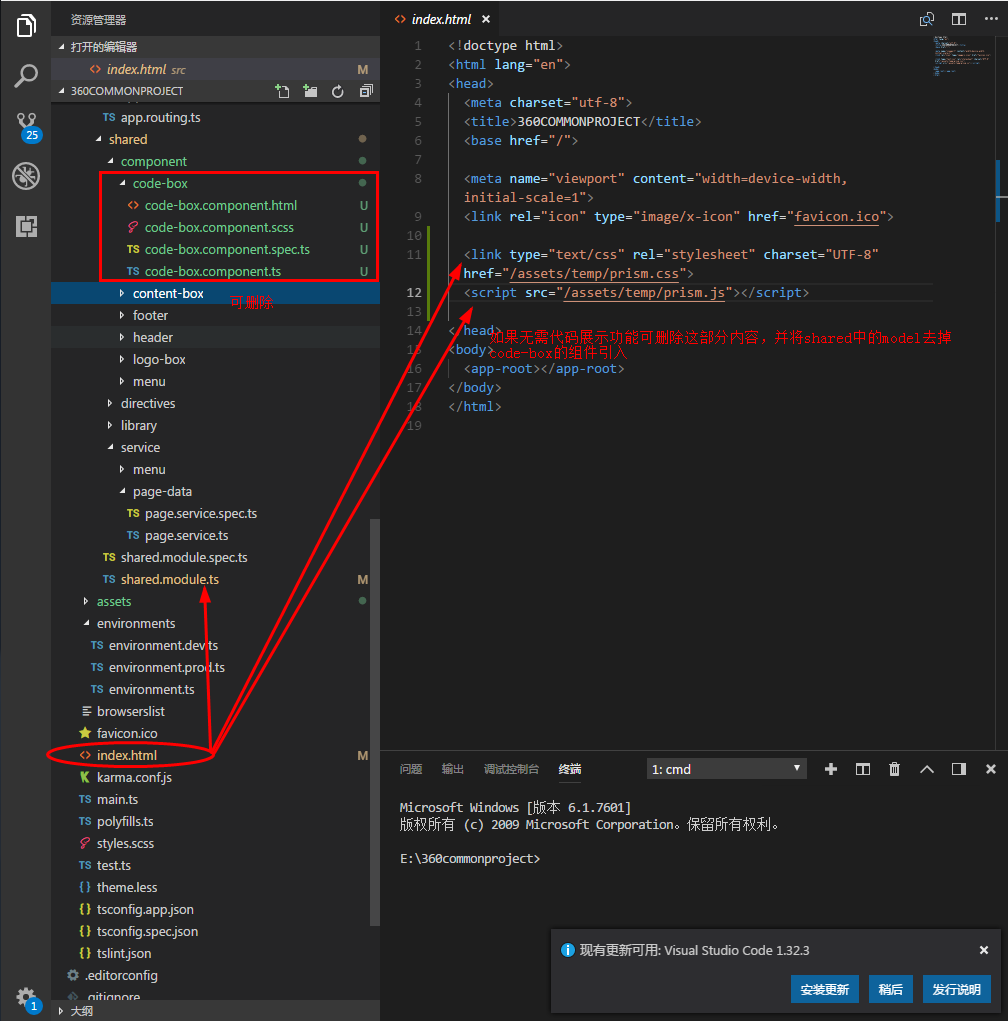 资源管理器
打开的编辑器
index.html src M
360COMMONPROJECT
25
TS app.routing.ts
shared
component
code-box
code-box.component.html U
code-box.component.scss U
TS code-box.component.spec.ts U
TS code-box.component.ts U
content-box
可删除
footer
header
logo-box
menu
directives
library
service
menu
page-data
TS page.service.spec.ts
TS page.service.ts
TS shared.module.spec.ts
TS shared.module.ts M
assets
environments
TS environment.dev.ts
TS environment.prod.ts
TS environment.ts
browserslist
favicon.ico
index.html M
karma.conf.js
TS main.ts
TS polyfills.ts
styles.scss
TS test.ts
{ } theme.less
{ } tsconfig.app.json
{ } tsconfig.spec.json
{ } tslint.json
.editorconfig
.gitignore
大纲
1
index.html
1 <!doctype html>
2 <html lang="en">
3 <head>
4 <meta charset="utf-8">
5 <title>360COMMONPROJECT</title>
6 <base href="/">
7
8 <meta name="viewport" content="width=device-width,
initial-scale=1">
9 <link rel="icon" type="image/x-icon" href="favicon.ico">
10
11 <link type="text/css" rel="stylesheet" charset="UTF-8"
href="/assets/temp/prism.css">
12 <script src="/assets/temp/prism.js"></script>
13
14 </head>
如果无需代码展示功能可删除这部分内容，并将shared中的model去掉
code-box的组件引入
15 <body>
16 <app-root></app-root>
17 </body>
18 </html>
19
问题 输出 调试控制台 终端 1: cmd
Microsoft Windows [版本 6.1.7601]
版权所有 (c) 2009 Microsoft Corporation。保留所有权利。
E:\360commonproject>
现有更新可用: Visual Studio Code 1.32.3
安装更新 稍后 发行说明